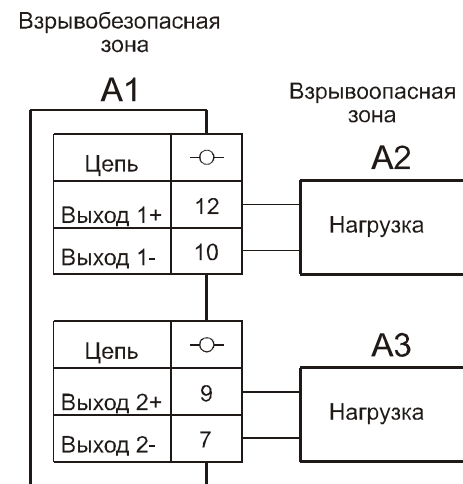 Взрывобезопасная
зона
А1
Взрывоопасная
зона
А2
Цепь
Выход 1+ 12
Выход 1- 10
Нагрузка
А3
Цепь
Выход 2+ 9
Выход 2- 7
Нагрузка